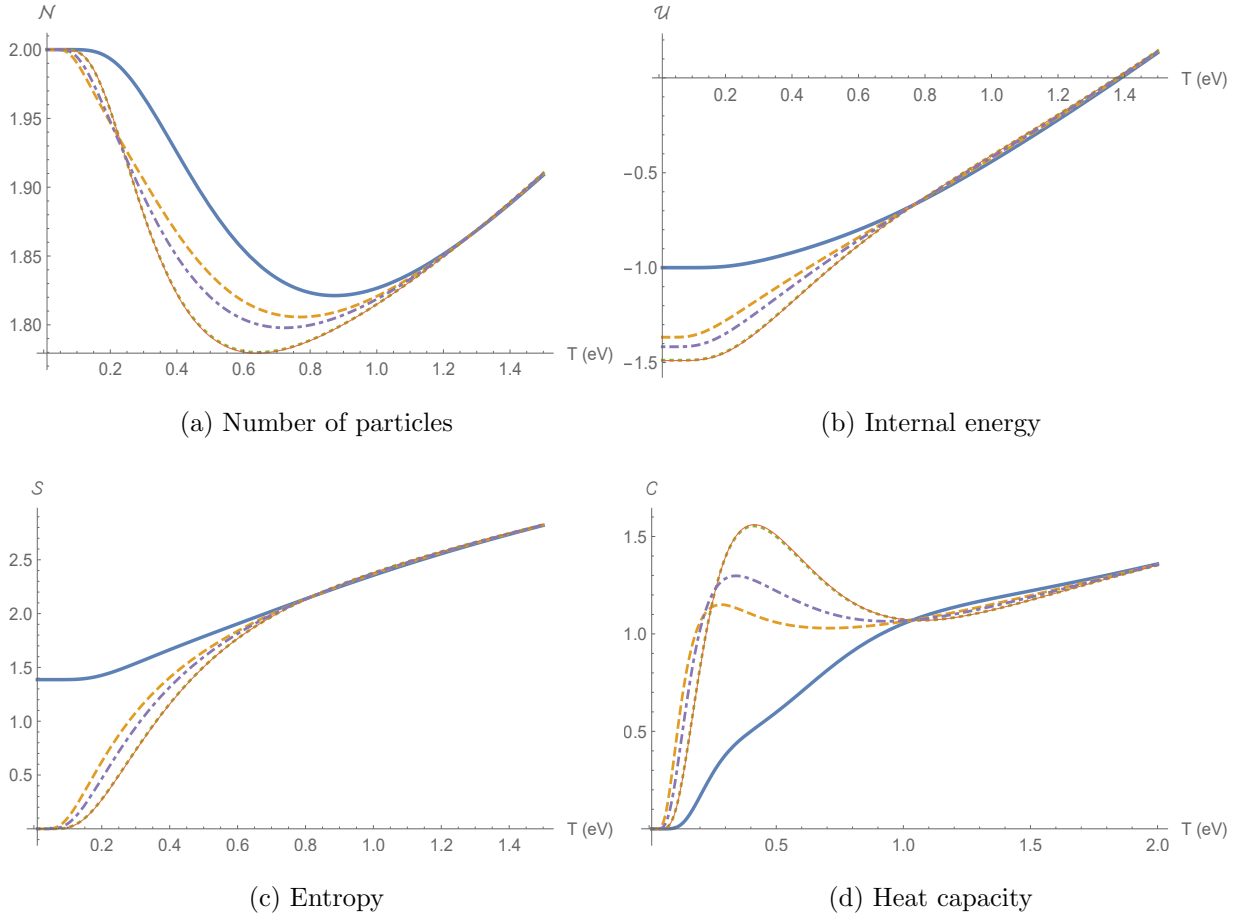 𝒩
2.00
1.95
1.90
1.85
1.80
0.2 0.4 0.6 0.8 1.0 1.2 1.4
T (eV)
(a) Number of particles
𝒰
0.2 0.4 0.6 0.8 1.0 1.2 1.4
T (eV)
−0.5
−1.0
−1.5
(b) Internal energy
S
2.5
2.0
1.5
1.0
0.5
0.2 0.4 0.6 0.8 1.0 1.2 1.4
T (eV)
(c) Entropy
C
1.5
1.0
0.5
0.5 1.0 1.5 2.0
T (eV)
(d) Heat capacity